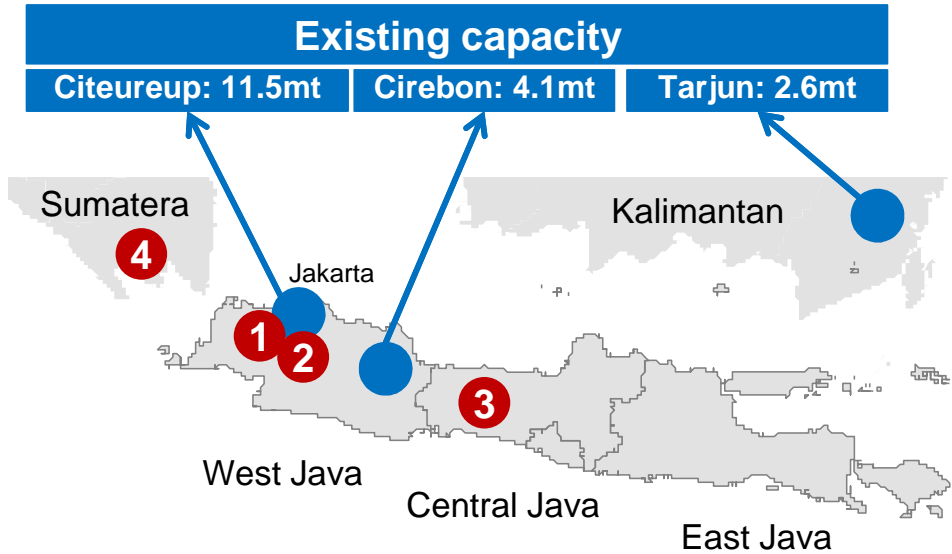 Existing capacity
Citeureup: 11.5mt
Cirebon: 4.1mt
Tarjun: 2.6mt
Sumatera
Kalimantan
4
Jakarta
1
2
3
West Java
Central Java
East Java